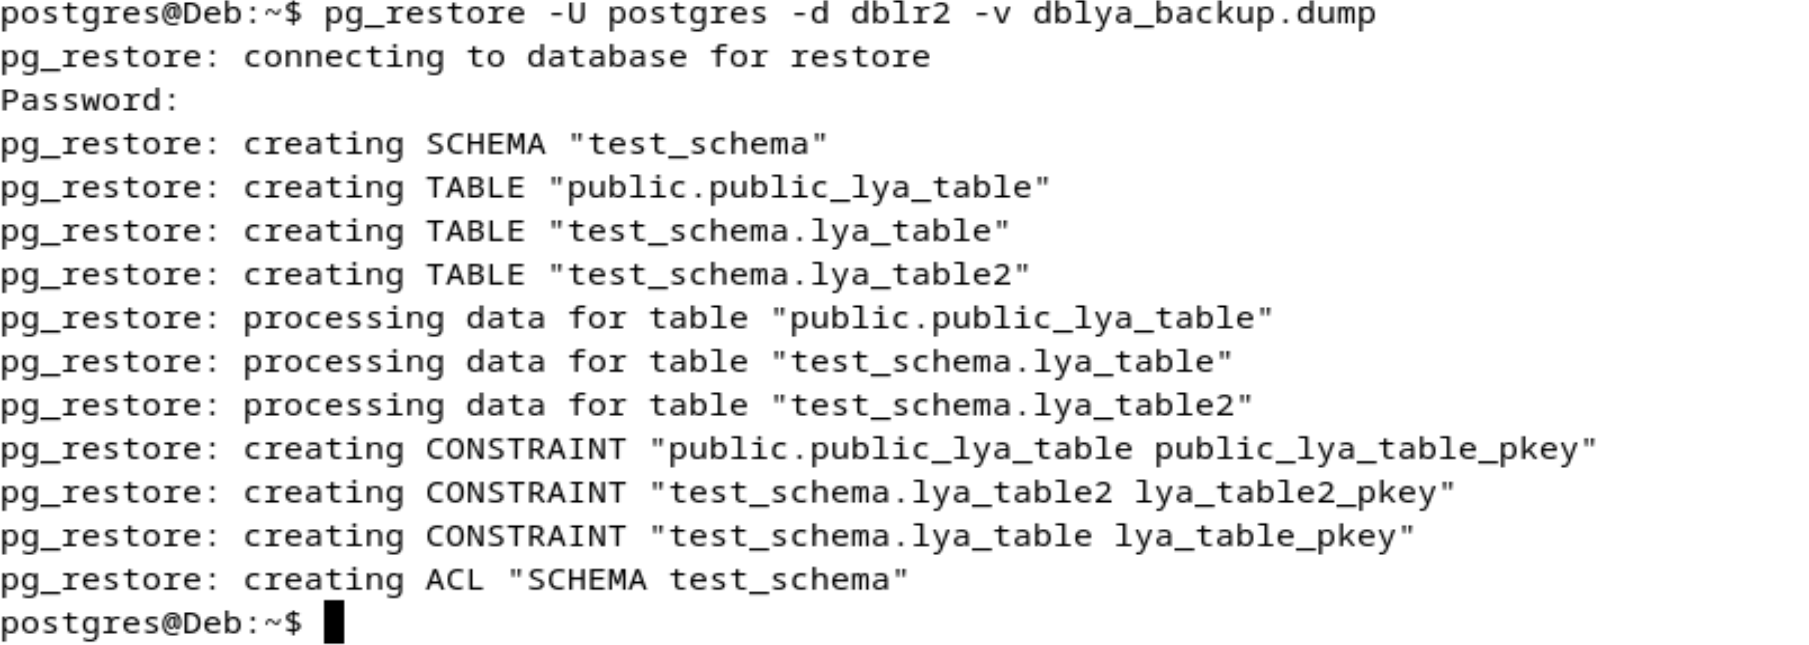 postgres@Deb:~$ pg_restore -U postgres -d dblr2 -v dblya_backup.dump
pg_restore: connecting to database for restore
Password:
pg_restore: creating SCHEMA "test_schema"
pg_restore: creating TABLE "public.public_lya_table"
pg_restore: creating TABLE "test_schema.lya_table"
pg_restore: creating TABLE "test_schema.lya_table2"
pg_restore: processing data for table "public.public_lya_table"
pg_restore: processing data for table "test_schema.lya_table"
pg_restore: processing data for table "test_schema.lya_table2"
pg_restore: creating CONSTRAINT "public.public_lya_table public_lya_table_pkey"
pg_restore: creating CONSTRAINT "test_schema.lya_table2 lya_table2_pkey"
pg_restore: creating CONSTRAINT "test_schema.lya_table lya_table_pkey"
pg_restore: creating ACL "SCHEMA test_schema"
postgres@Deb:~$